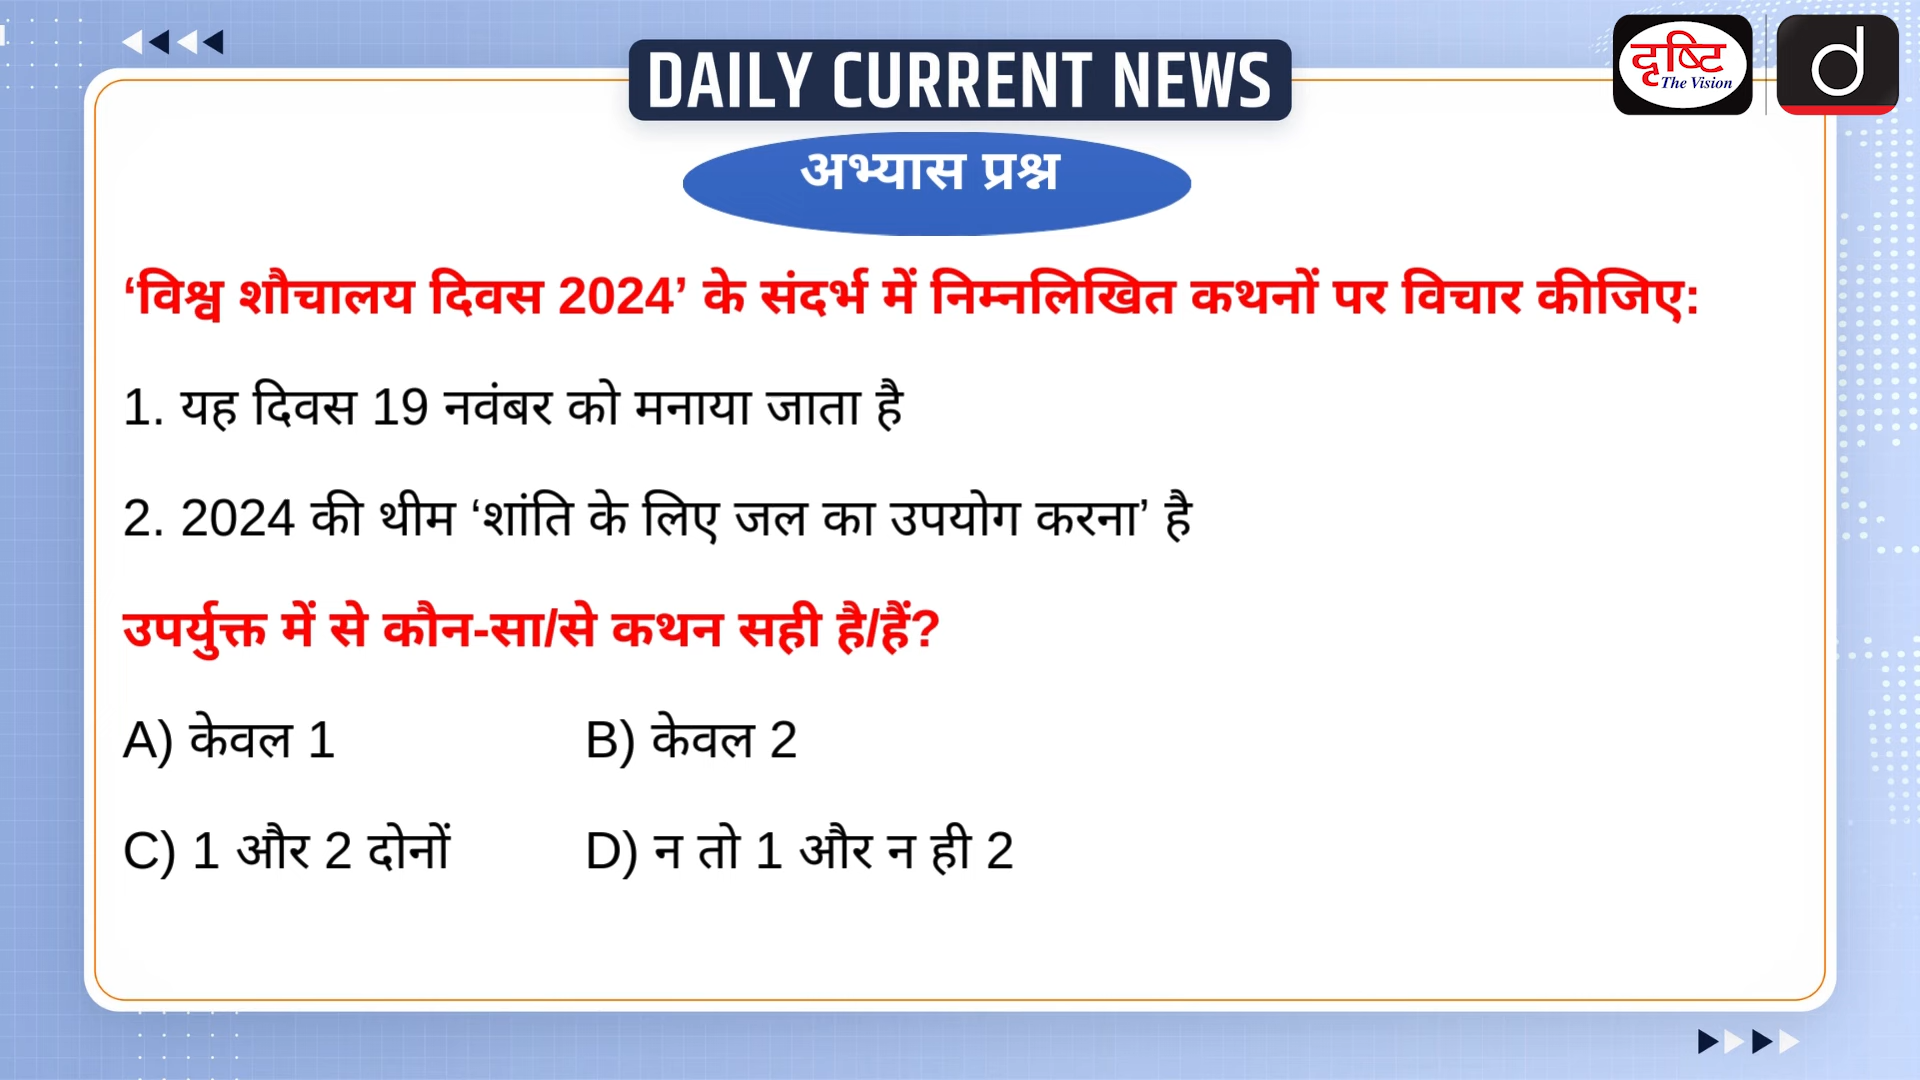 DAILY CURRENT NEWS
दृष्टि
The Vision
d
अभ्यास प्रश्न
‘विश्व शौचालय दिवस 2024’ के संदर्भ में निम्नलिखित कथनों पर विचार कीजिए:
1. यह दिवस 19 नवंबर को मनाया जाता है
2. 2024 की थीम ‘शांति के लिए जल का उपयोग करना’ है
उपर्युक्त में से कौन-सा/से कथन सही है/हैं?
A) केवल 1 B) केवल 2
C) 1 और 2 दोनों D) न तो 1 और न ही 2